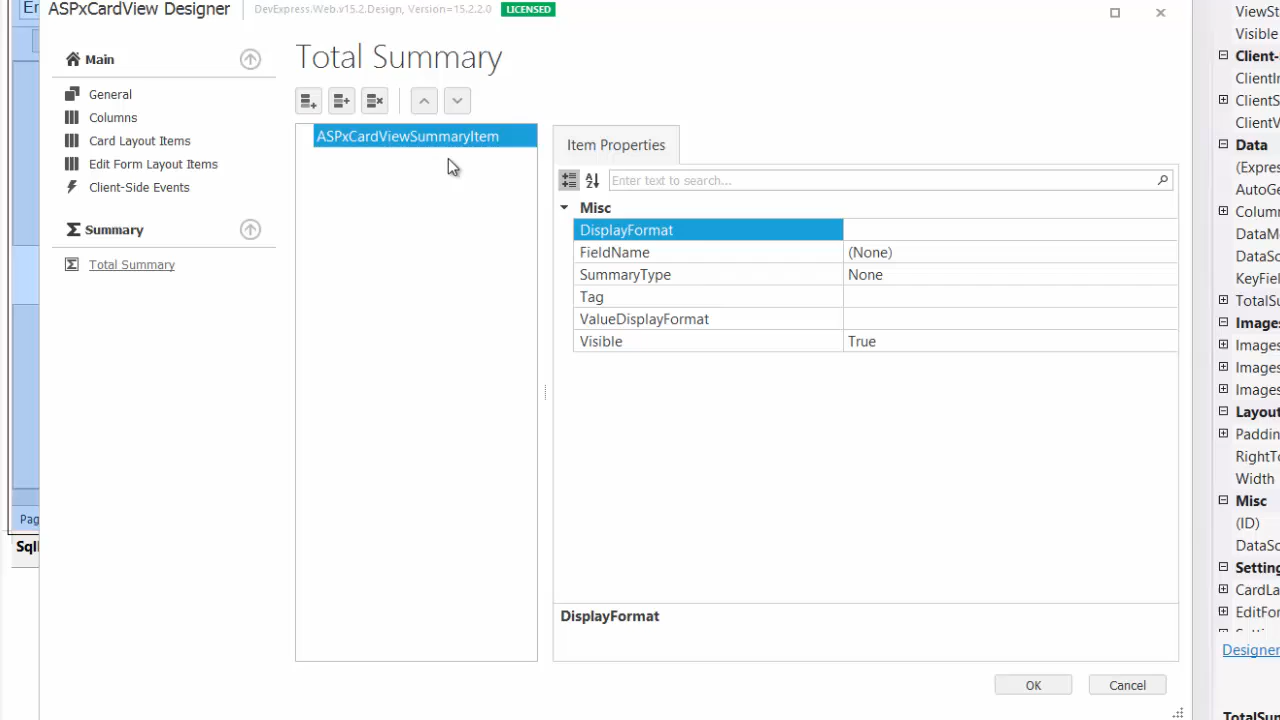 ASPxCardView Designer
DevExpress.Web.v15.2.Design, Version=15.2.2.0
LICENSED
Main
General
Columns
Card Layout Items
Edit Form Layout Items
Client-Side Events
Summary
Total Summary
Total Summary
ASPxCardViewSummaryItem
Item Properties
Enter text to search...
Misc
DisplayFormat
FieldName (None)
SummaryType None
Tag
ValueDisplayFormat
Visible True
DisplayFormat
OK Cancel
En
Pag
Sql
ViewSt
Visible
Client-
ClientIn
ClientS
ClientV
Data
(Expres
AutoGe
Colum
DataMe
DataSo
KeyFiel
TotalSu
Images
Images
Images
Images
Layout
Paddin
RightTo
Width
Misc
(ID)
DataSo
Setting
CardLa
EditFor
Designer
TotalSum